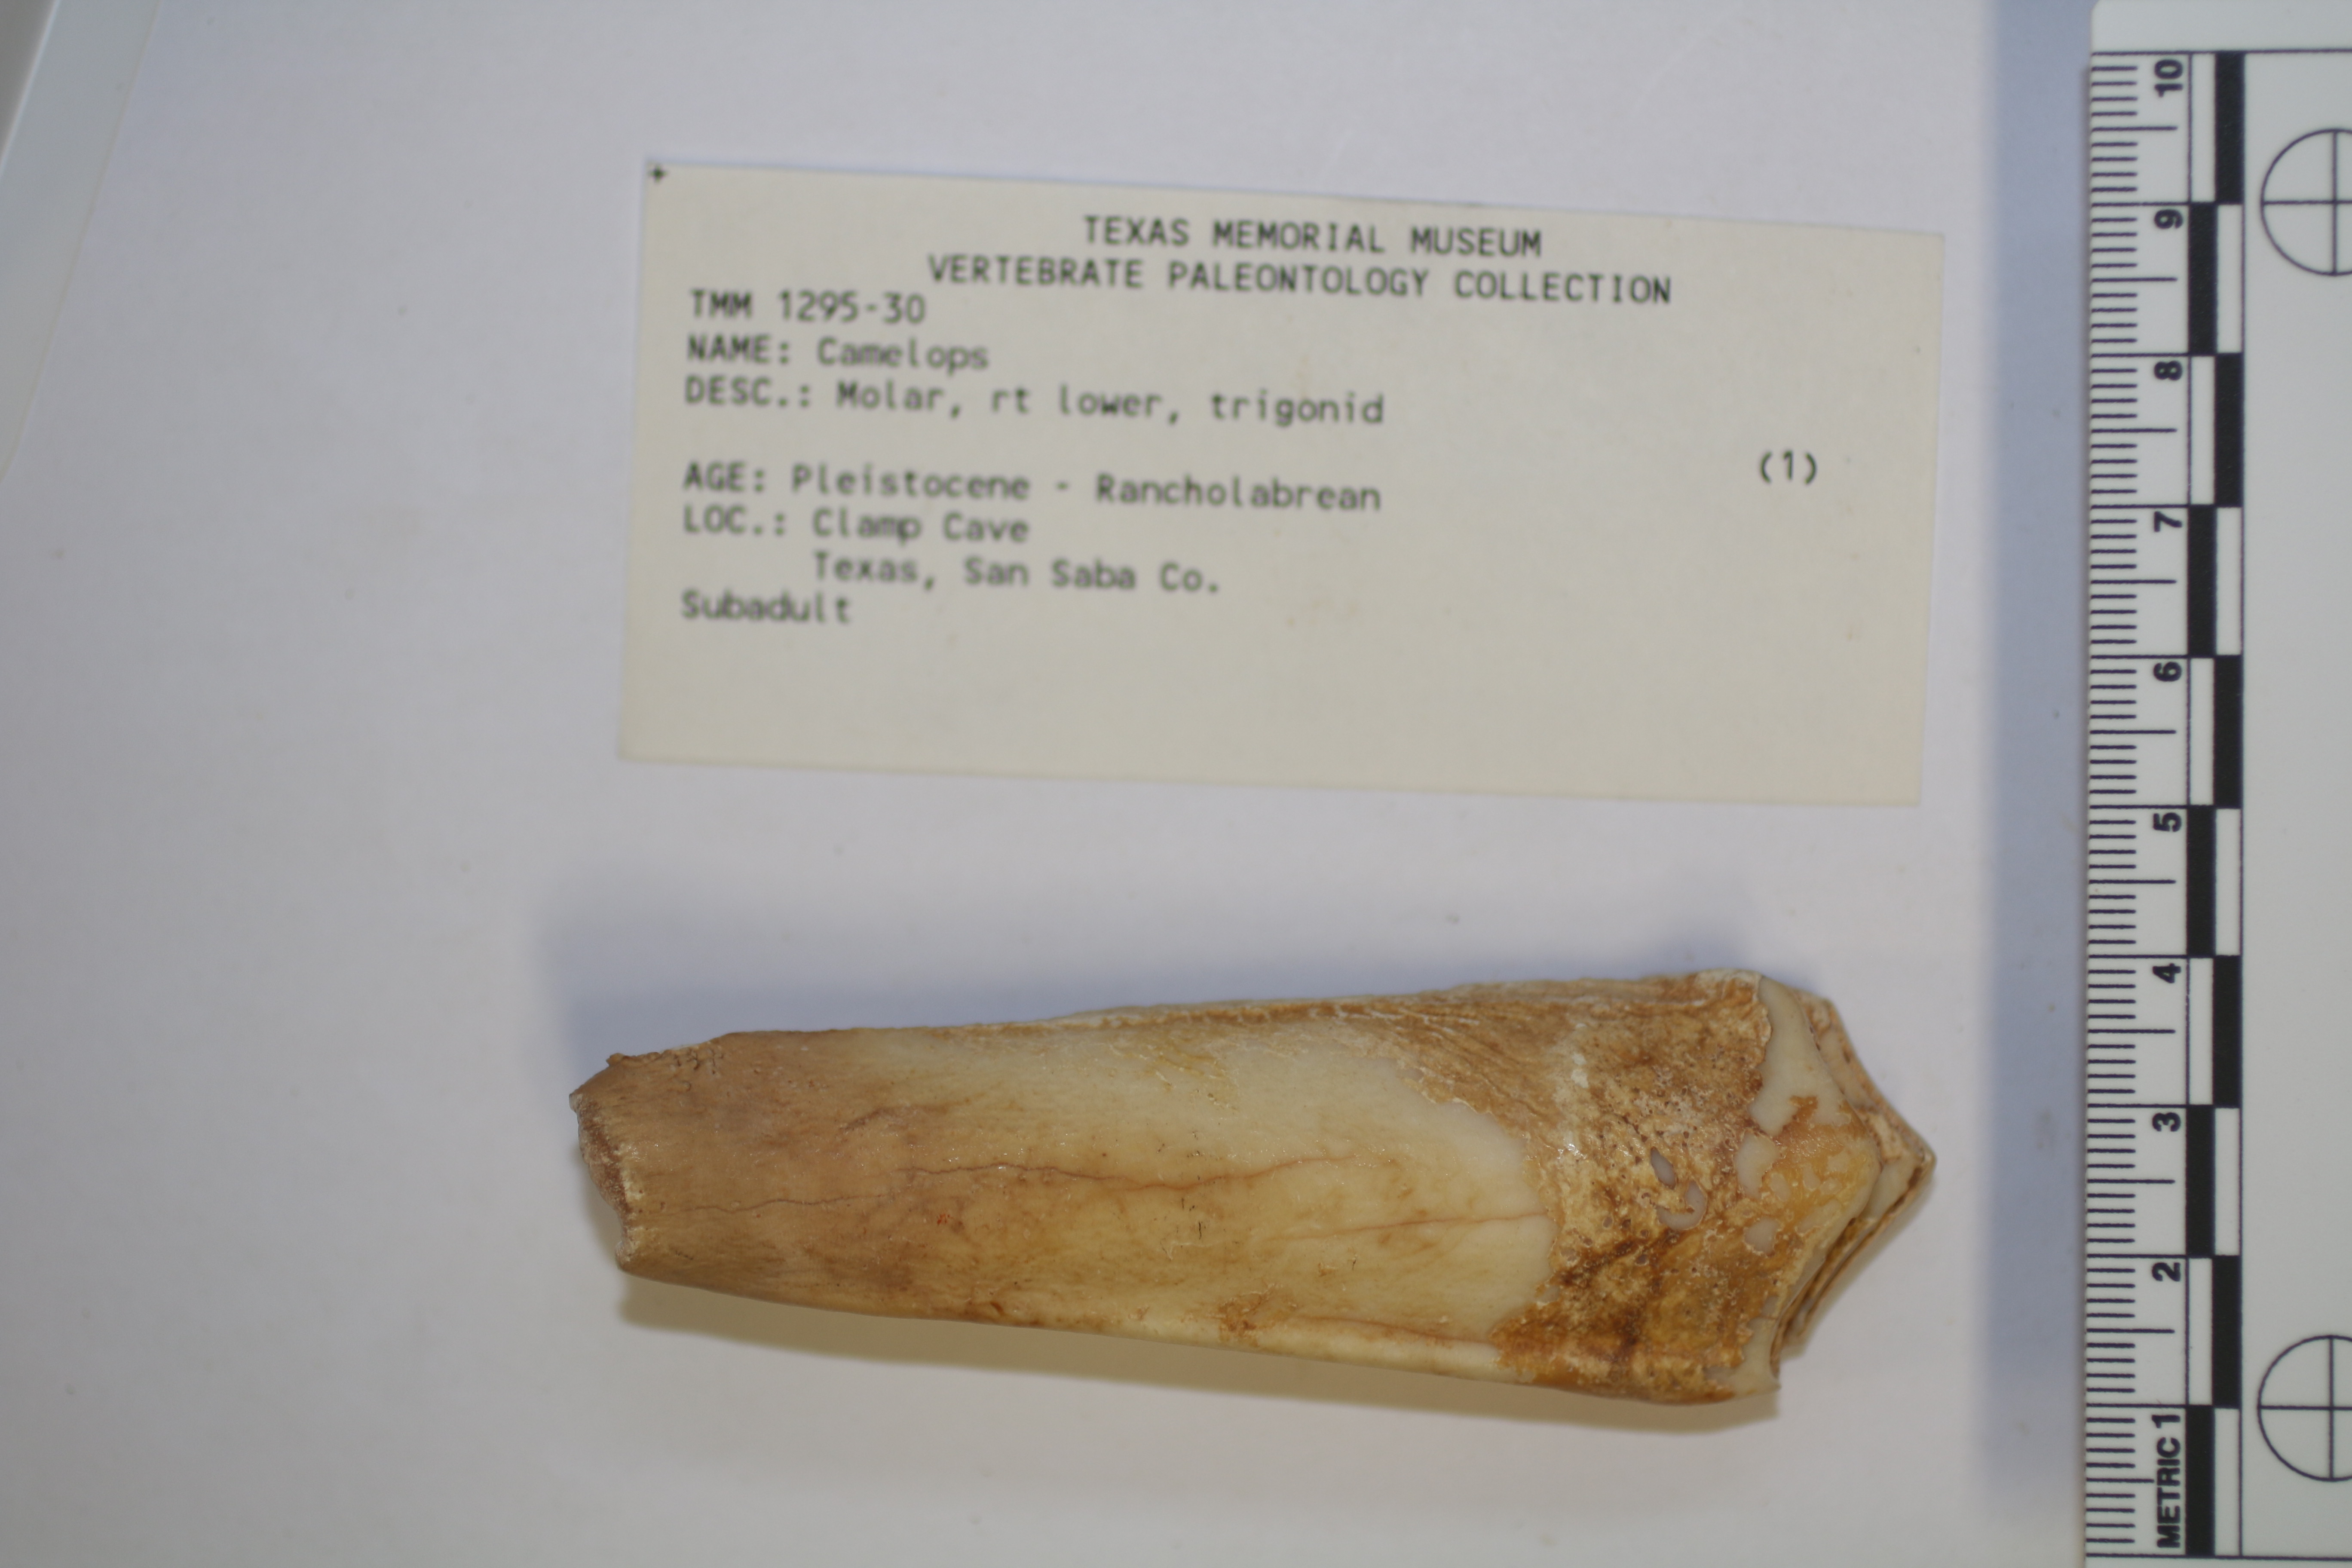 TEXAS MEMORIAL MUSEUM
VERTEBRATE PALEONTOLOGY COLLECTION
TMM 1295-30
NAME: Camelops
DESC.: Molar, rt lower, trigonid
(1)
AGE: Pleistocene - Rancholabrean
LOC.: Clamp Cave
Texas, San Saba Co.
Subadult
10
9
8
7
6
5
4
3
2
METRIC 1